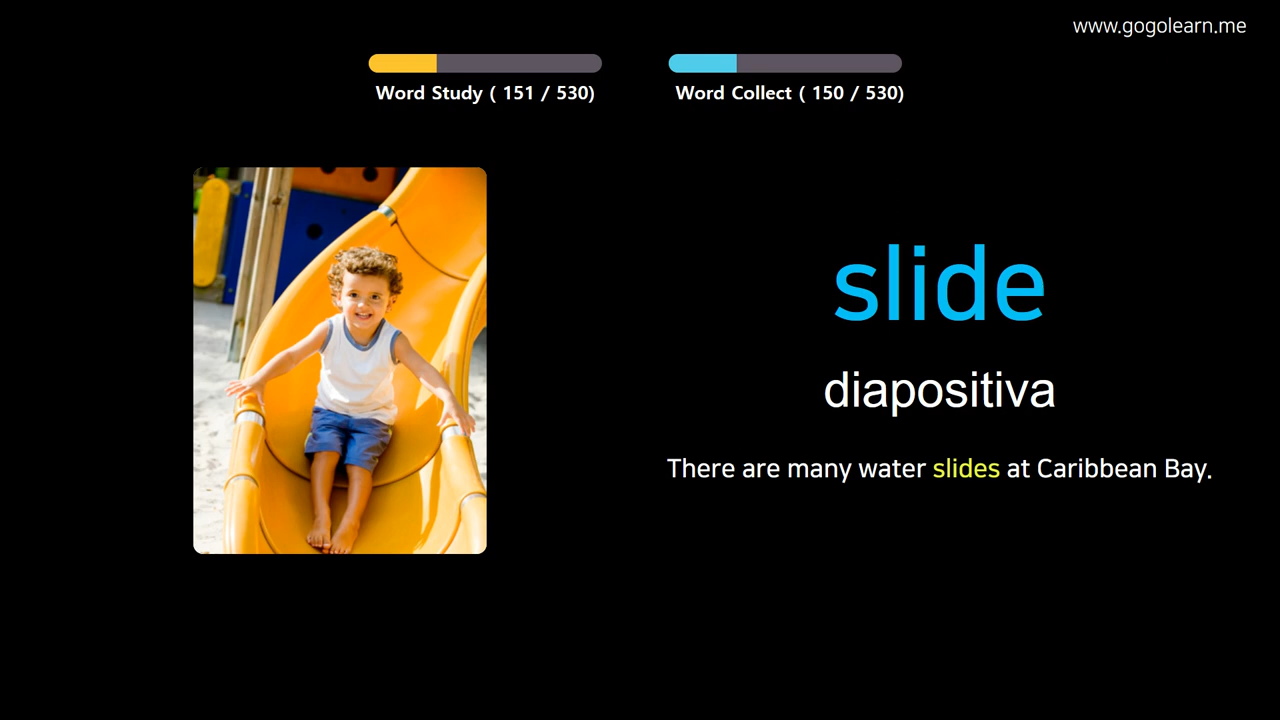 www.gogolearn.me
Word Study ( 151 / 530)
Word Collect ( 150 / 530)
slide
diapositiva
There are many water slides at Caribbean Bay.